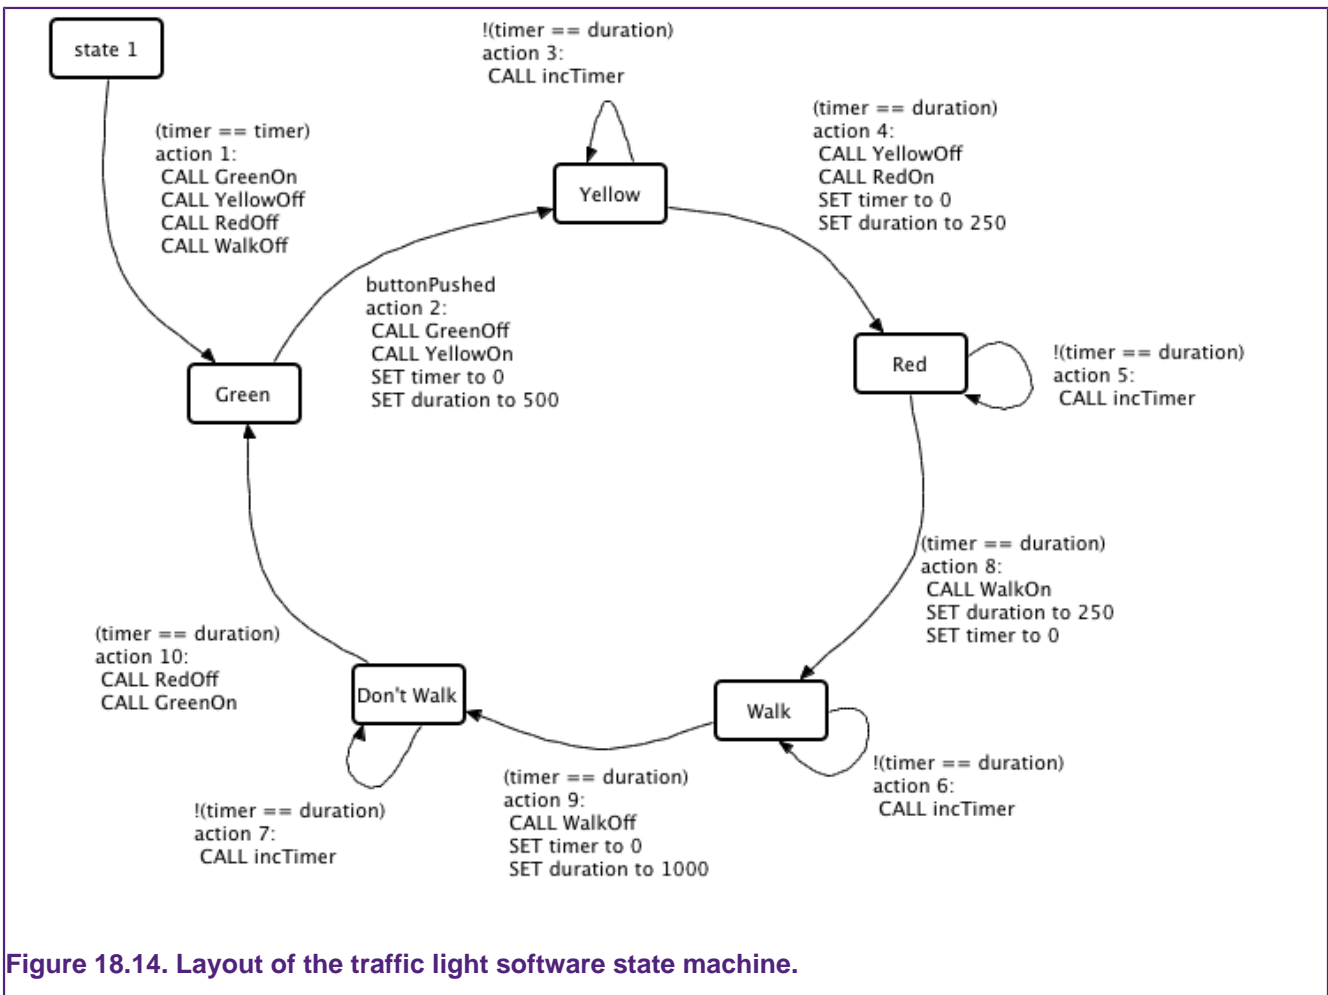 state 1
!(timer == duration)
action 3:
CALL incTimer
(timer == timer)
action 1:
CALL GreenOn
CALL YellowOff
CALL RedOff
CALL WalkOff
(timer == duration)
action 4:
CALL YellowOff
CALL RedOn
SET timer to 0
SET duration to 250
Yellow
buttonPushed
action 2:
CALL GreenOff
CALL YellowOn
SET timer to 0
SET duration to 500
Green
Red
!(timer == duration)
action 5:
CALL incTimer
(timer == duration)
action 8:
CALL WalkOn
SET duration to 250
SET timer to 0
(timer == duration)
action 10:
CALL RedOff
CALL GreenOn
Don't Walk
Walk
!(timer == duration)
action 6:
CALL incTimer
(timer == duration)
action 9:
CALL WalkOff
SET timer to 0
SET duration to 1000
!(timer == duration)
action 7:
CALL incTimer
Figure 18.14. Layout of the traffic light software state machine.